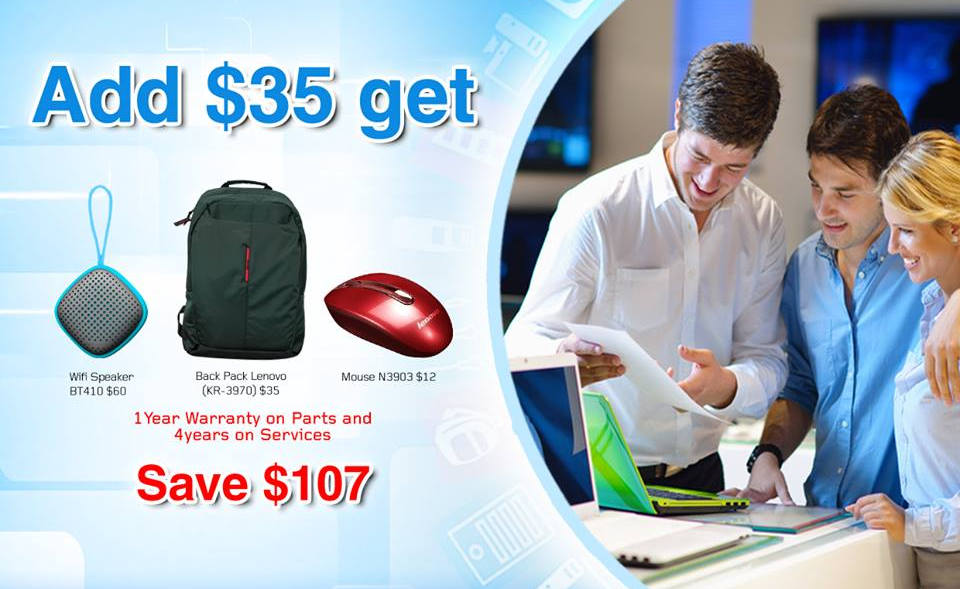 Add $35 get
lenovo
Wifi Speaker
BT410 $60
Back Pack Lenovo
(KR-3970) $35
Mouse N3903 $12
1Year Warranty on Parts and
4years on Services
Save $107